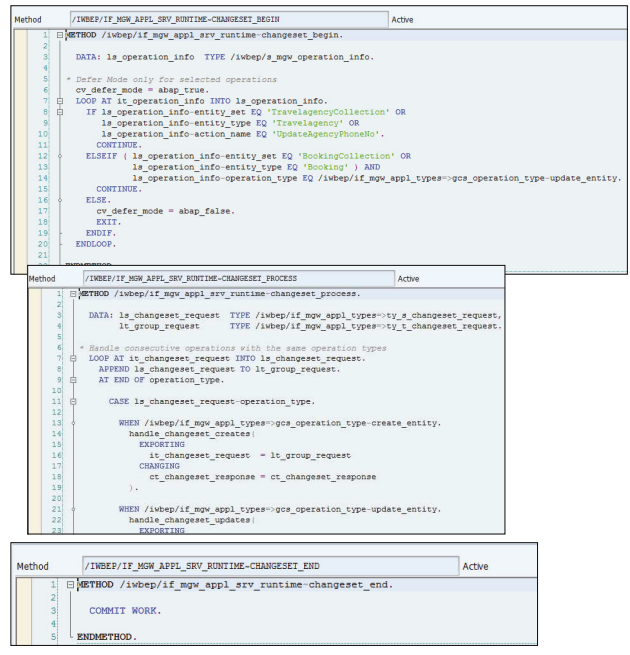 Method /IWBEP/IF_MGW_APPL_SRV_RUNTIME~CHANGESET_BEGIN Active
1 METHOD /iwbep/if_mgw_appl_srv_runtime~changeset_begin.
2
3 DATA: ls_operation_info TYPE /iwbep/s_mgw_operation_info.
4
5 * Defer Mode only for selected operations
6 cv_defer_mode = abap_true.
7 LOOP AT it_operation_info INTO ls_operation_info.
8 IF ls_operation_info-entity_set EQ 'TravelagencyCollection' OR
9 ls_operation_info-entity_type EQ 'Travelagency' OR
10 ls_operation_info-action_name EQ 'UpdateAgencyPhoneNo'.
11 CONTINUE.
12 ELSEIF ( ls_operation_info-entity_set EQ 'BookingCollection' OR
13 ls_operation_info-entity_type EQ 'Booking' ) AND
14 ls_operation_info-operation_type EQ /iwbep/if_mgw_appl_types=>gcs_operation_type-update_entity.
15 CONTINUE.
16 ELSE.
17 cv_defer_mode = abap_false.
18 EXIT.
19 ENDIF.
20 ENDLOOP.
21
Method /IWBEP/IF_MGW_APPL_SRV_RUNTIME~CHANGESET_PROCESS Active
1 METHOD /iwbep/if_mgw_appl_srv_runtime~changeset_process.
2
3 DATA: ls_changeset_request TYPE /iwbep/if_mgw_appl_types=>ty_s_changeset_request,
4 lt_group_request TYPE /iwbep/if_mgw_appl_types=>ty_t_changeset_request.
5
6 * Handle consecutive operations with the same operation types
7 LOOP AT it_changeset_request INTO ls_changeset_request.
8 APPEND ls_changeset_request TO lt_group_request.
9 AT END OF operation_type.
10
11 CASE ls_changeset_request-operation_type.
12
13 WHEN /iwbep/if_mgw_appl_types=>gcs_operation_type-create_entity.
14 handle_changeset_creates(
15 EXPORTING
16 it_changeset_request = lt_group_request
17 CHANGING
18 ct_changeset_response = ct_changeset_response
19 ).
20
21 WHEN /iwbep/if_mgw_appl_types=>gcs_operation_type-update_entity.
22 handle_changeset_updates(
23 EXPORTING
Method /IWBEP/IF_MGW_APPL_SRV_RUNTIME~CHANGESET_END Active
1 METHOD /iwbep/if_mgw_appl_srv_runtime~changeset_end.
2
3 COMMIT WORK.
4
5 ENDMETHOD.